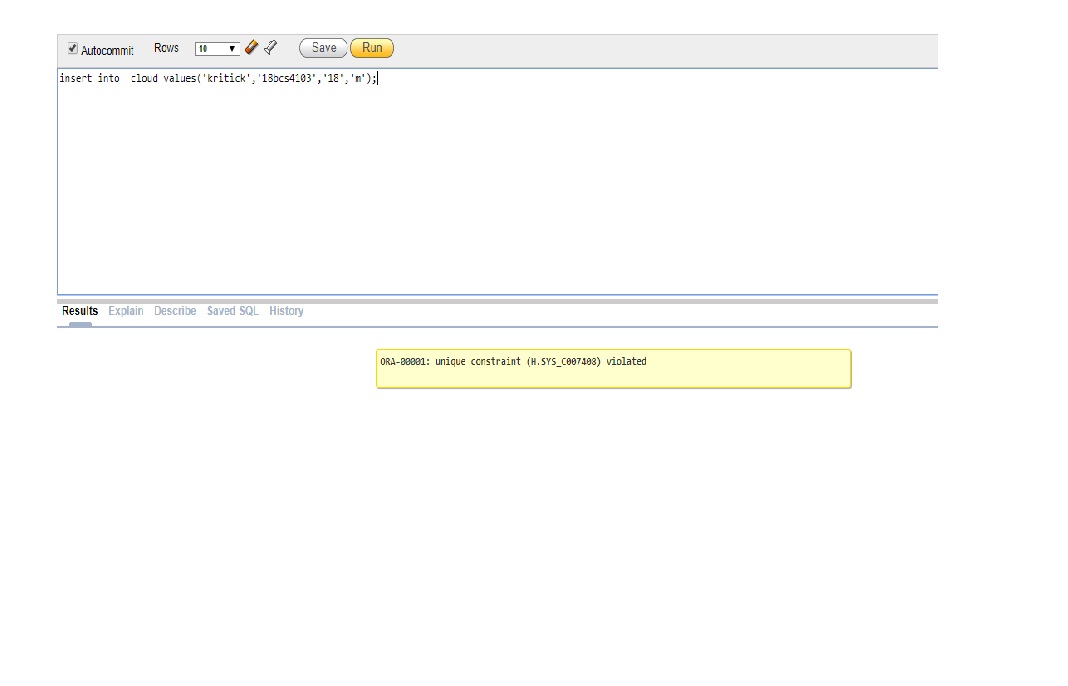 Autocommit Rows 10 Save Run
insert into cloud values('kritick','18bcs4103','18','m');
Results Explain Describe Saved SQL History
ORA-00001: unique constraint (H.SYS_C007408) violated